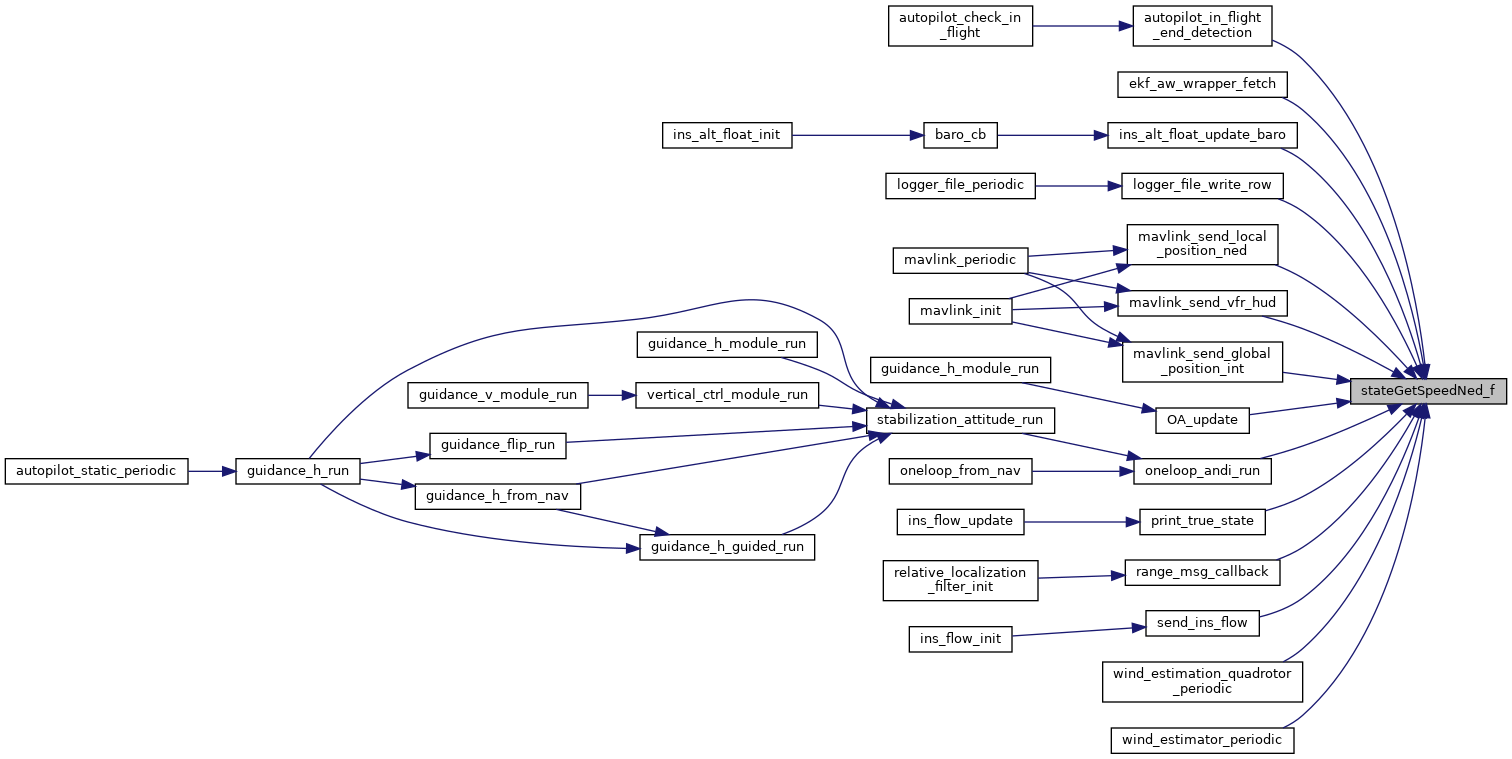 autopilot_check_in
_flight
autopilot_in_flight
_end_detection
ekf_aw_wrapper_fetch
ins_alt_float_init
baro_cb
ins_alt_float_update_baro
logger_file_periodic
logger_file_write_row
mavlink_send_local
_position_ned
mavlink_periodic
mavlink_init
mavlink_send_vfr_hud
mavlink_send_global
_position_int
guidance_h_module_run
guidance_h_module_run
guidance_v_module_run
vertical_ctrl_module_run
stateGetSpeedNed_f
stabilization_attitude_run
OA_update
guidance_flip_run
autopilot_static_periodic
guidance_h_run
oneloop_from_nav
oneloop_andi_run
guidance_h_from_nav
ins_flow_update
print_true_state
guidance_h_guided_run
relative_localization
_filter_init
range_msg_callback
ins_flow_init
send_ins_flow
wind_estimation_quadrotor
_periodic
wind_estimator_periodic